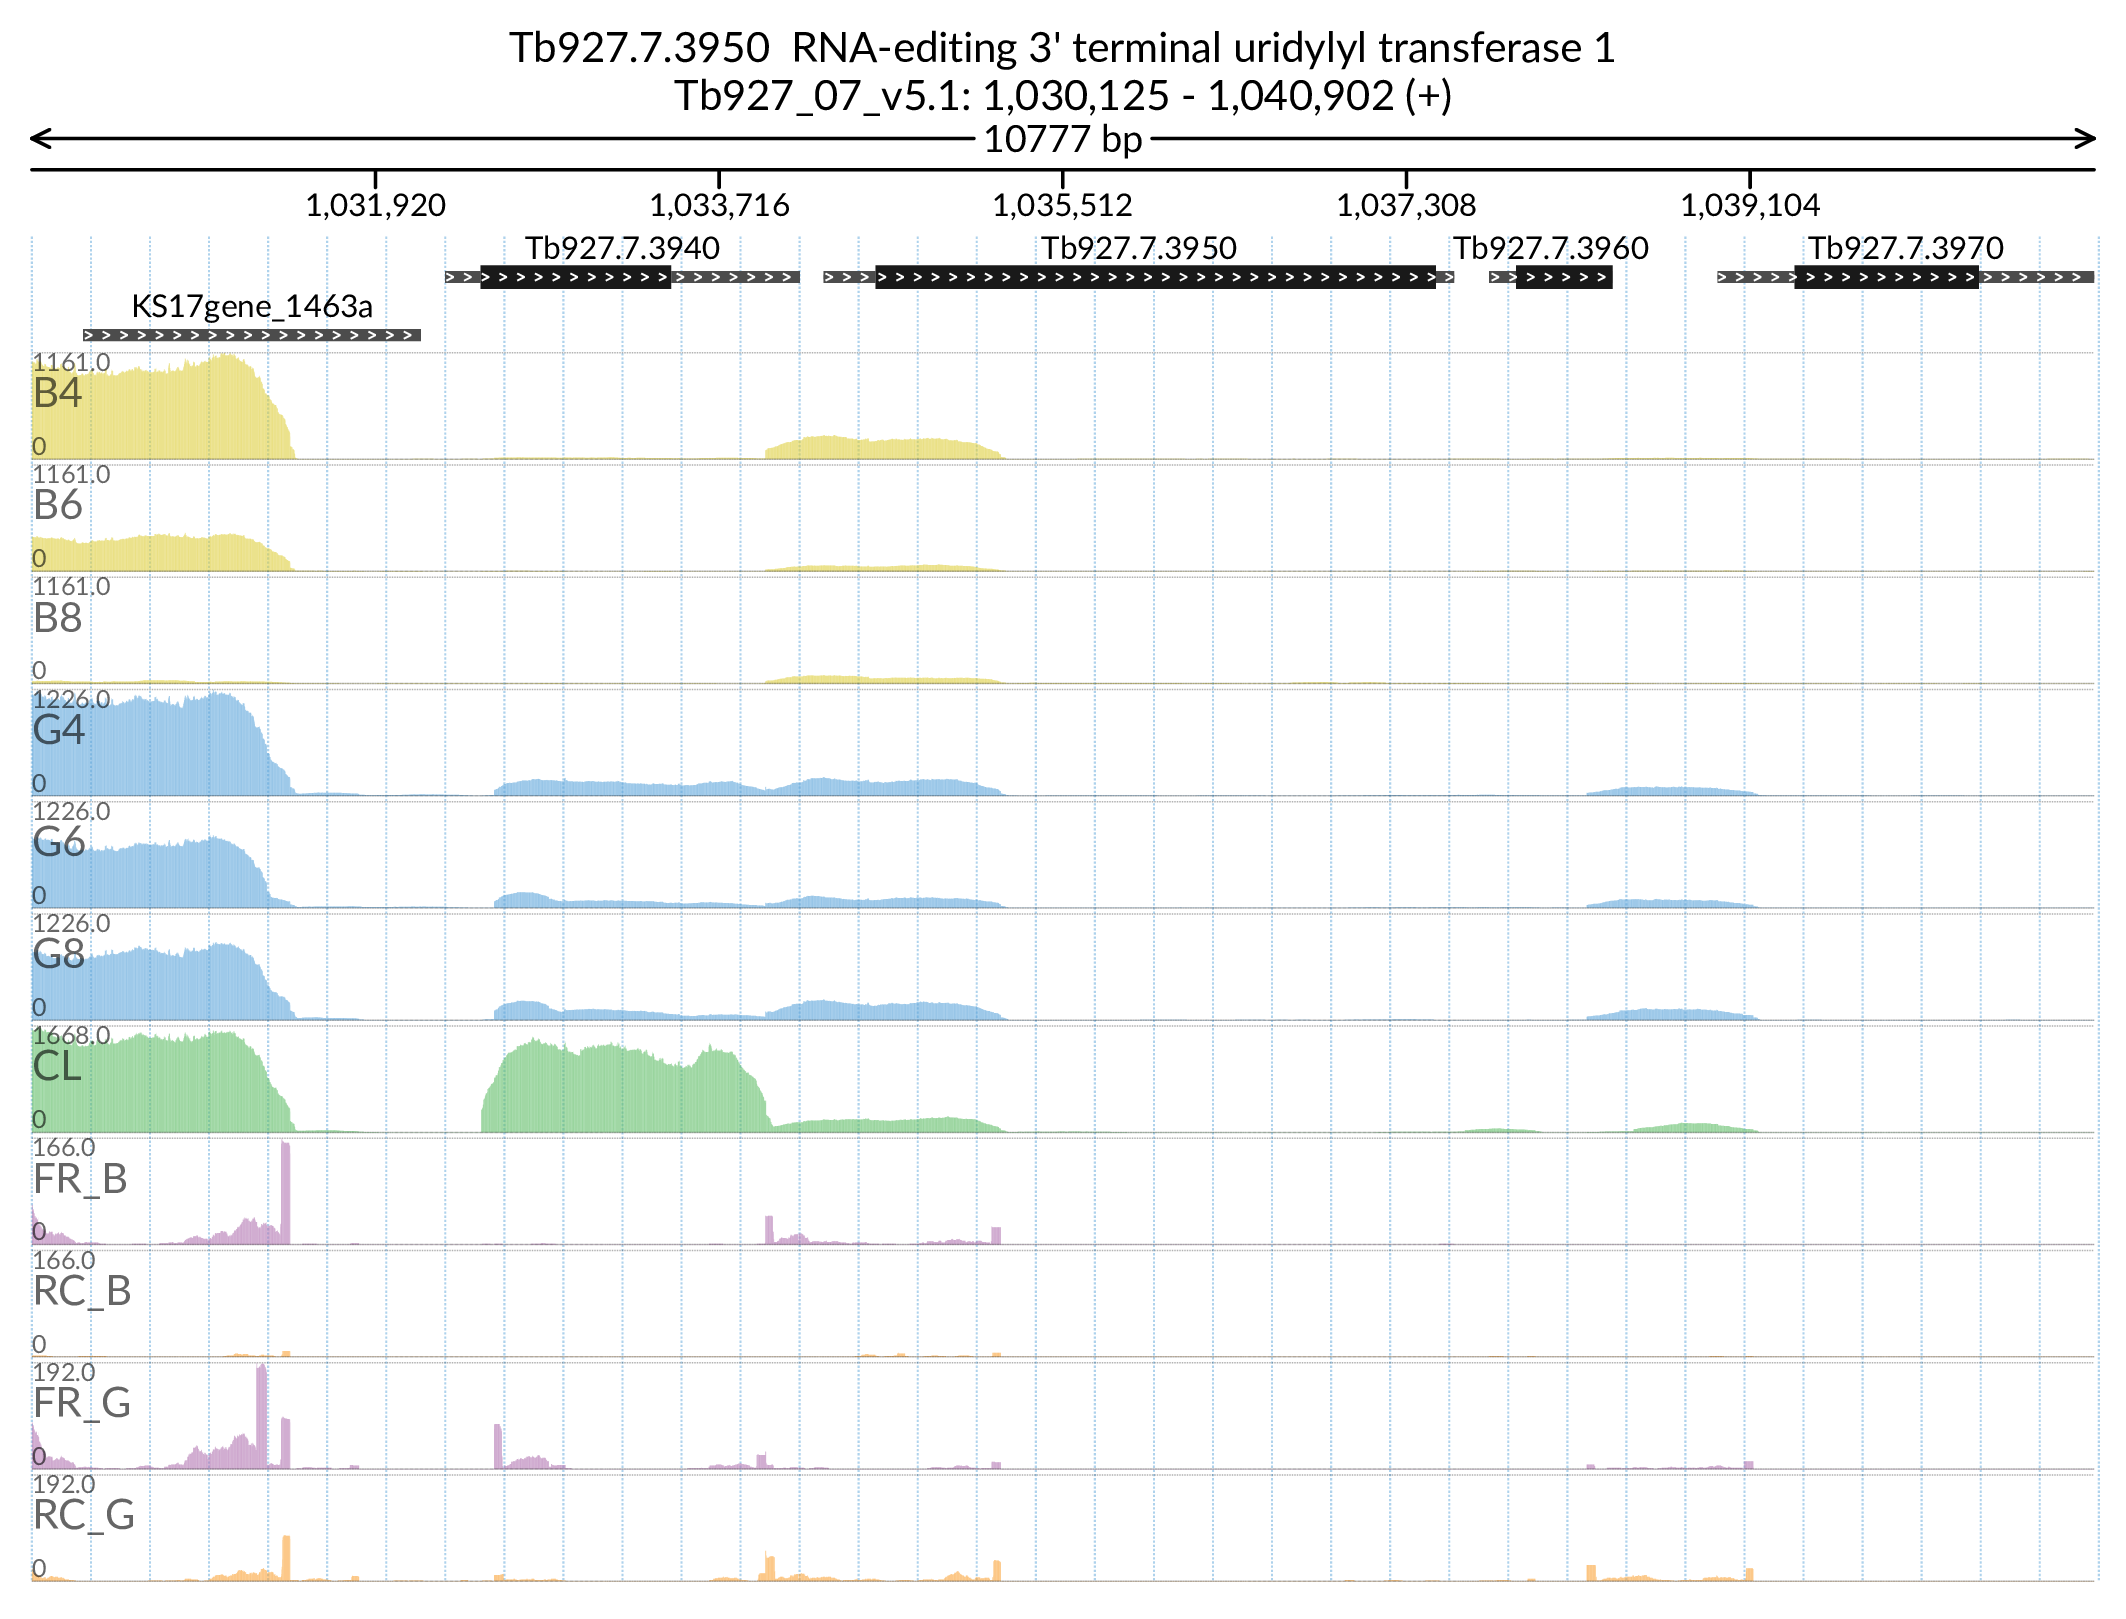 Tb927.7.3950  RNA-editing 3' terminal uridylyl transferase 1
Tb927_07_v5.1: 1,030,125 - 1,040,902 (+)
10777 bp
1,031,920 1,033,716 1,035,512 1,037,308 1,039,104
Tb927.7.3940 Tb927.7.3950 Tb927.7.3960 Tb927.7.3970
KS17gene_1463a
1161.0
B4
0
1161.0
B6
0
1161.0
B8
0
1226.0
G4
0
1226.0
G6
0
1226.0
G8
0
1668.0
CL
0
166.0
FR_B
0
166.0
RC_B
0
192.0
FR_G
0
192.0
RC_G
0